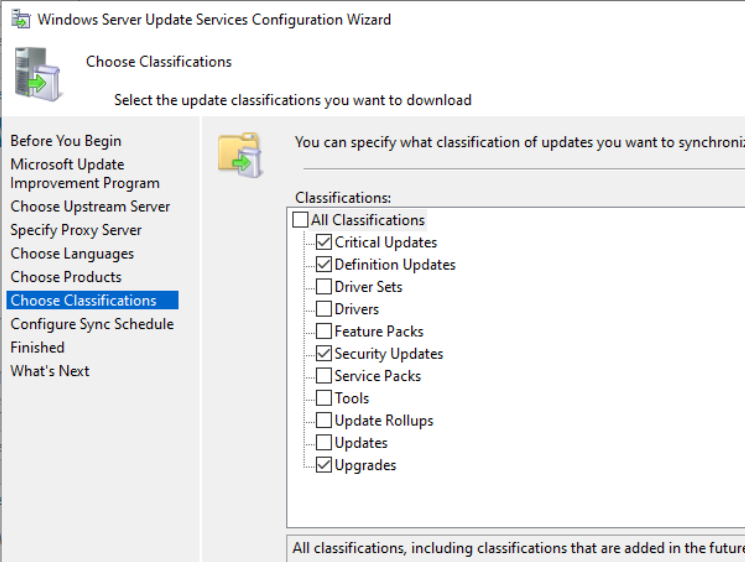 Windows Server Update Services Configuration Wizard
Choose Classifications
Select the update classifications you want to download
Before You Begin
Microsoft Update
Improvement Program
Choose Upstream Server
Specify Proxy Server
Choose Languages
Choose Products
Choose Classifications
Configure Sync Schedule
Finished
What's Next
You can specify what classification of updates you want to synchroniz
Classifications:
All Classifications
Critical Updates
Definition Updates
Driver Sets
Drivers
Feature Packs
Security Updates
Service Packs
Tools
Update Rollups
Updates
Upgrades
All classifications, including classifications that are added in the future